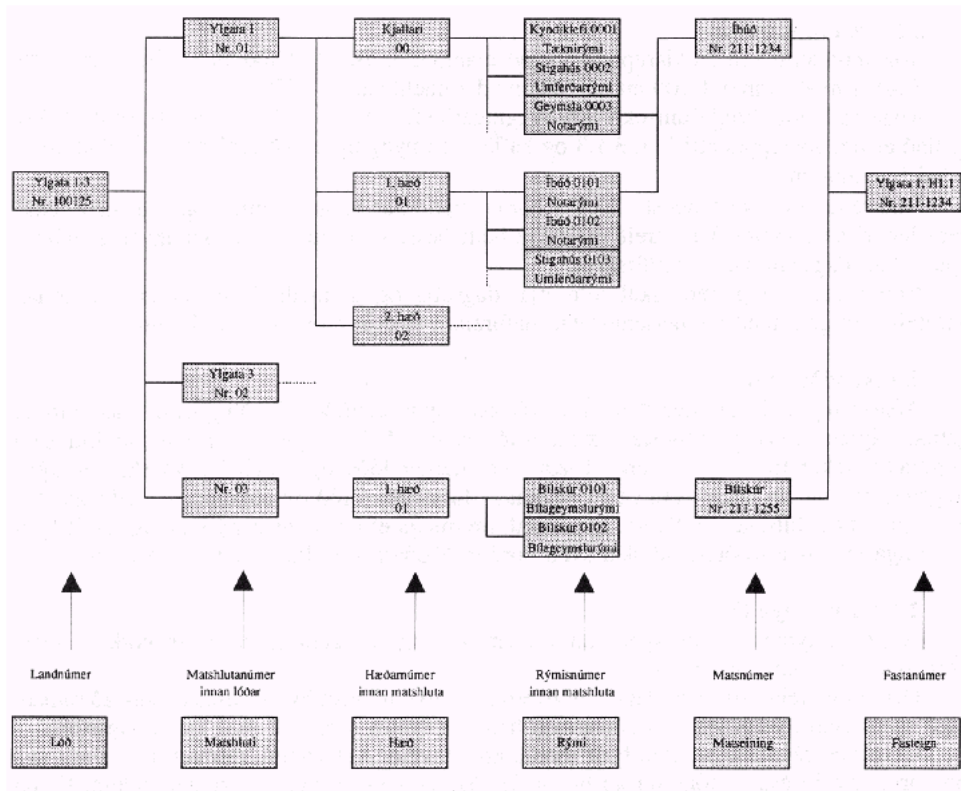 Ylgata 1-3
Nr. 100125
Ylgata 1
Nr. 01
Ylgata 3
Nr. 02
Nr. 03
Kjallari
00
1. hæð
01
2. hæð
02
1. hæð
01
Kyndiklefi 0001
Tæknirými
Stigahús 0002
Umferðarrými
Geymsla 0003
Notarými
Íbúð 0101
Notarými
Íbúð 0102
Notarými
Stigahús 0103
Umferðarrými
Bílskúr 0101
Bílageymslurými
Bílskúr 0102
Bílageymslurými
Íbúð
Nr. 211-1234
Bílskúr
Nr. 211-1255
Ylgata 1, H1.1
Nr. 211-1234
Landnúmer
Matshlutanúmer
innan lóðar
Hæðarnúmer
innan matshluta
Rýmisnúmer
innan matshluta
Matsnúmer
Fastanúmer
Lóð
Matshluti
Hæð
Rými
Matseining
Fasteign